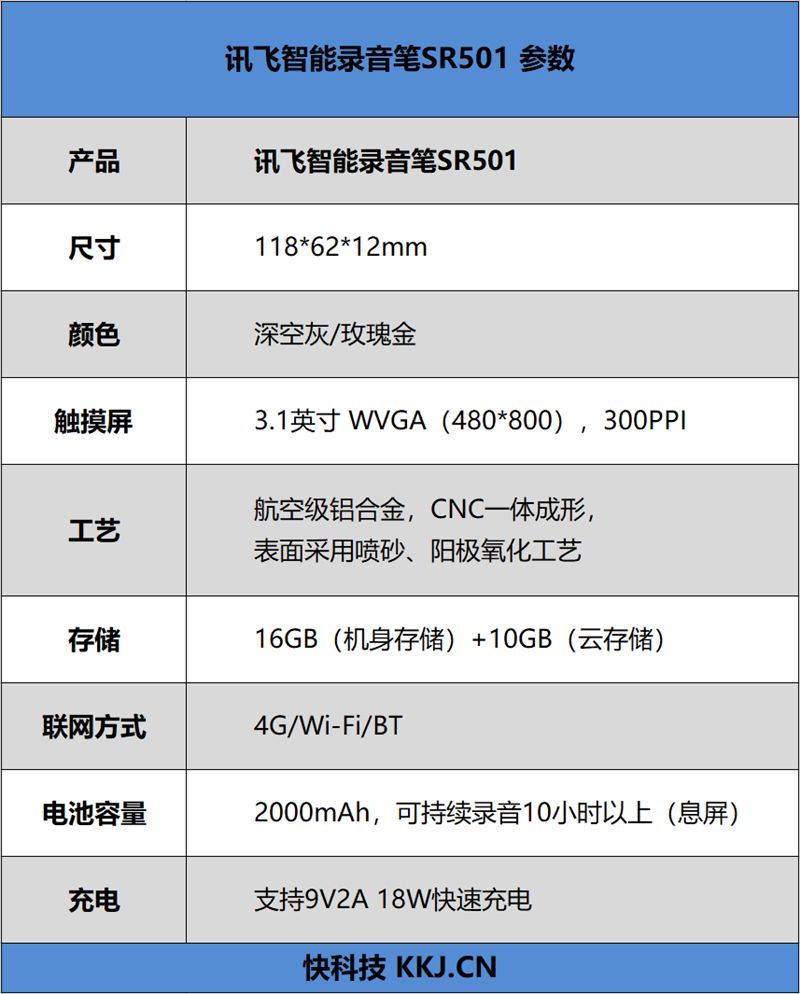 讯飞智能录音笔SR501 参数
产品 讯飞智能录音笔SR501
尺寸 118*62*12mm
颜色 深空灰/玫瑰金
触摸屏 3.1英寸 WVGA（480*800），300PPI
工艺 航空级铝合金，CNC一体成形，
表面采用喷砂、阳极氧化工艺
存储 16GB（机身存储）+10GB（云存储）
联网方式 4G/Wi-Fi/BT
电池容量 2000mAh，可持续录音10小时以上（息屏）
充电 支持9V2A 18W快速充电
快科技 KKJ.CN